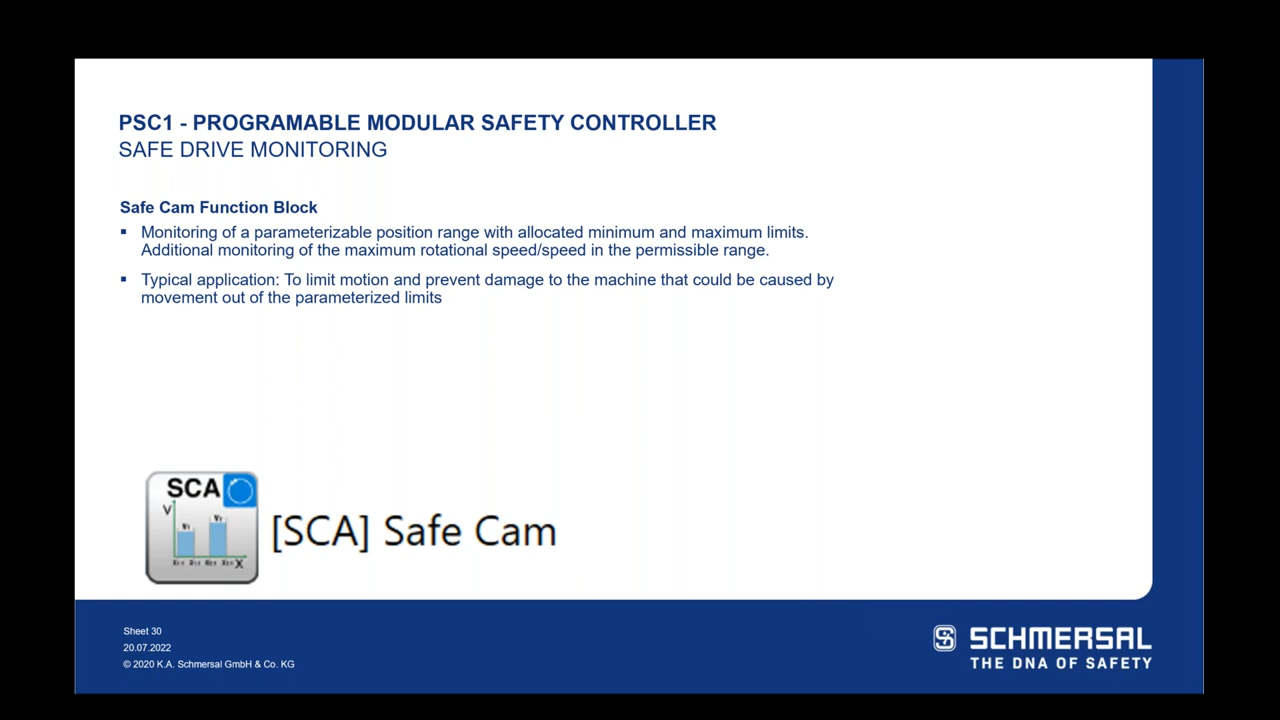 PSC1 - PROGRAMABLE MODULAR SAFETY CONTROLLER
SAFE DRIVE MONITORING
Safe Cam Function Block
▪ Monitoring of a parameterizable position range with allocated minimum and maximum limits.
Additional monitoring of the maximum rotational speed/speed in the permissible range.
▪ Typical application: To limit motion and prevent damage to the machine that could be caused by
movement out of the parameterized limits
SCA
V
X
[SCA] Safe Cam
Sheet 30
20.07.2022
© 2020 K.A. Schmersal GmbH & Co. KG
SCHMERSAL
THE DNA OF SAFETY